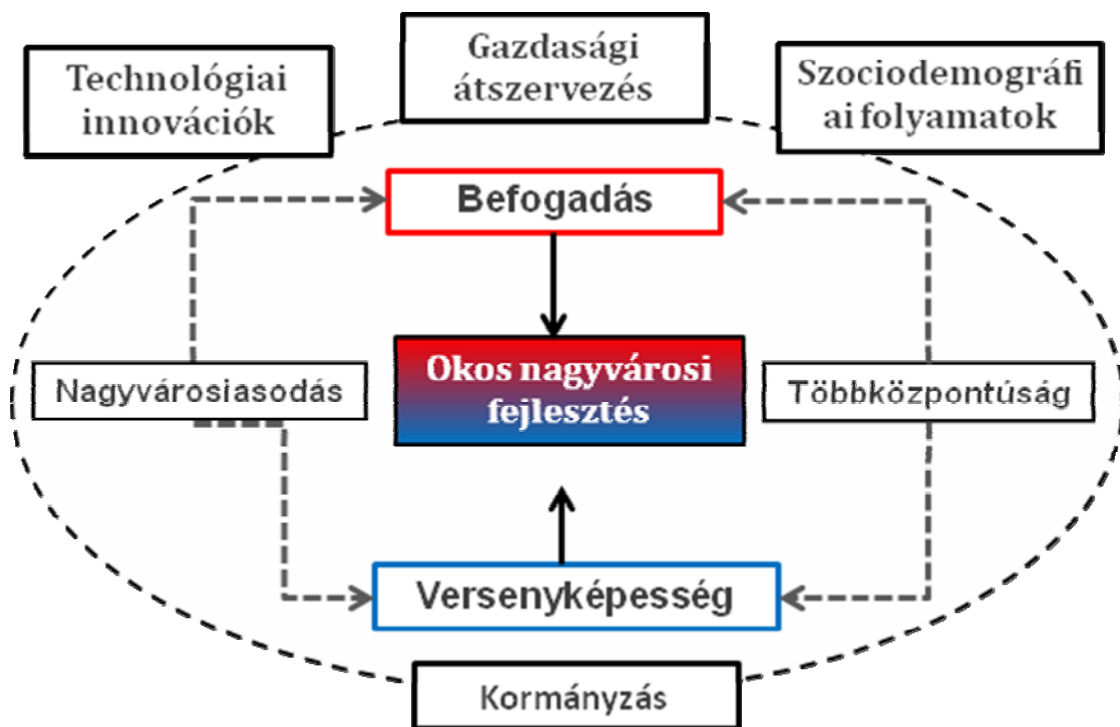 Gazdasági
átszervezés
Technológiai
innovációk
Szociodemográfi
ai folyamatok
Befogadás
Nagyvárosiasodás
Okos nagyvárosi
fejlesztés
Többközpontúság
Versenyképesség
Kormányzás